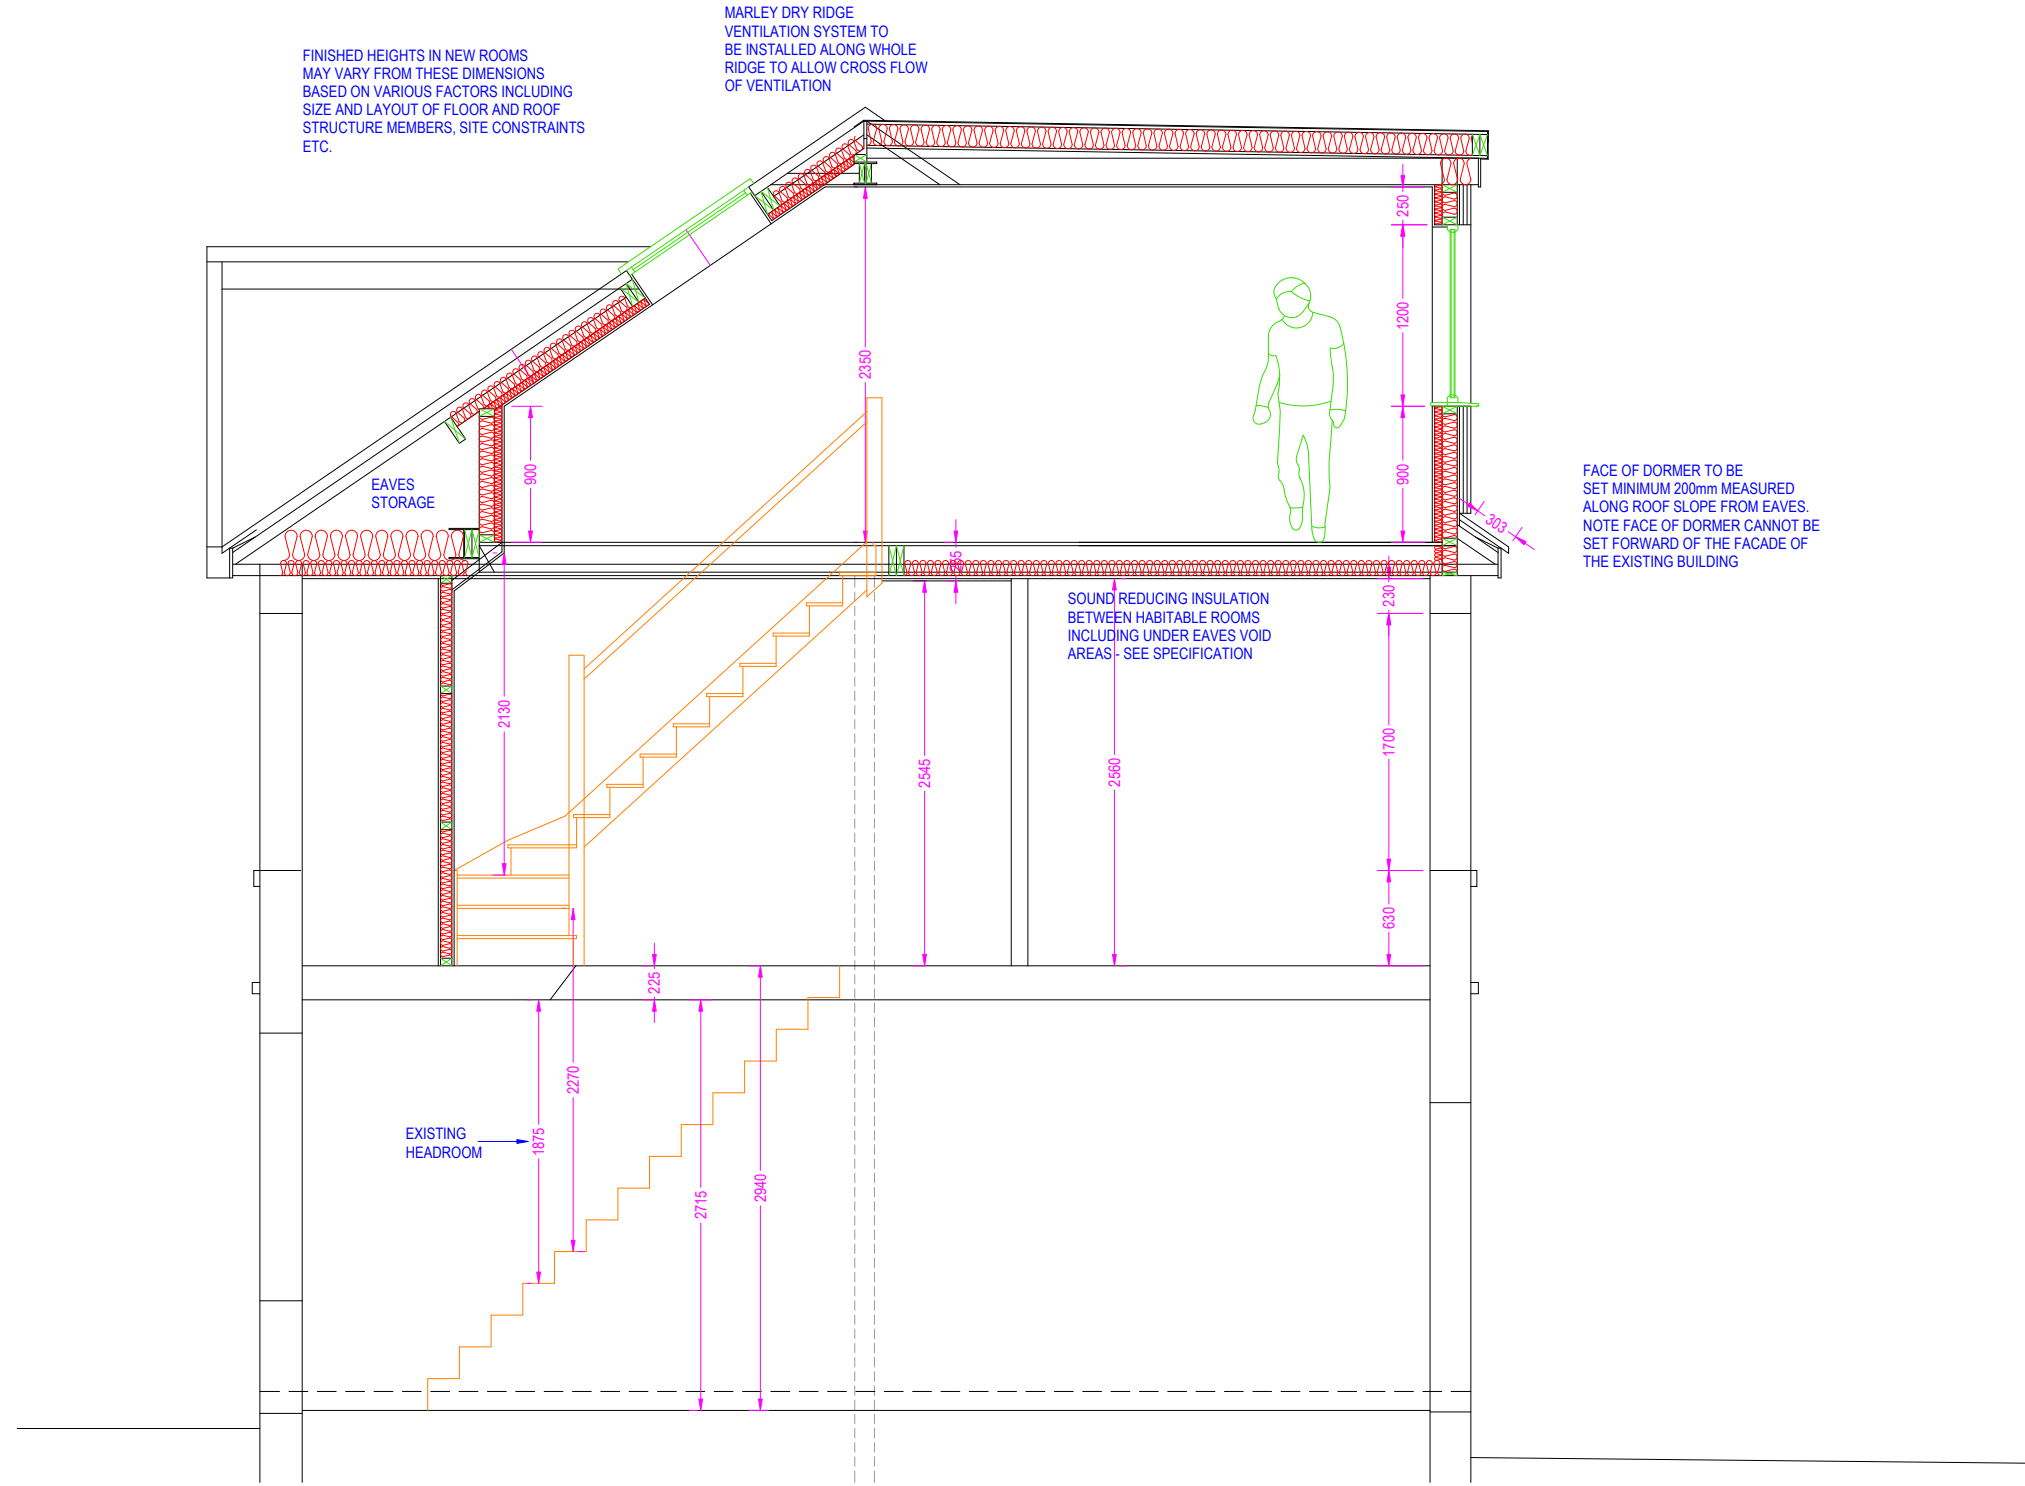 MARLEY DRY RIDGE
VENTILATION SYSTEM TO
BE INSTALLED ALONG WHOLE
RIDGE TO ALLOW CROSS FLOW
OF VENTILATION
FINISHED HEIGHTS IN NEW ROOMS
MAY VARY FROM THESE DIMENSIONS
BASED ON VARIOUS FACTORS INCLUDING
SIZE AND LAYOUT OF FLOOR AND ROOF
STRUCTURE MEMBERS, SITE CONSTRAINTS
ETC.
250
1200
2350
900
900
EAVES
STORAGE
FACE OF DORMER TO BE
SET MINIMUM 200mm MEASURED
ALONG ROOF SLOPE FROM EAVES.
NOTE FACE OF DORMER CANNOT BE
SET FORWARD OF THE FACADE OF
THE EXISTING BUILDING
303
230
SOUND REDUCING INSULATION
BETWEEN HABITABLE ROOMS
INCLUDING UNDER EAVES VOID
AREAS - SEE SPECIFICATION
2130
1700
2545
2560
630
225
2270
EXISTING
HEADROOM
1875
2715
2940